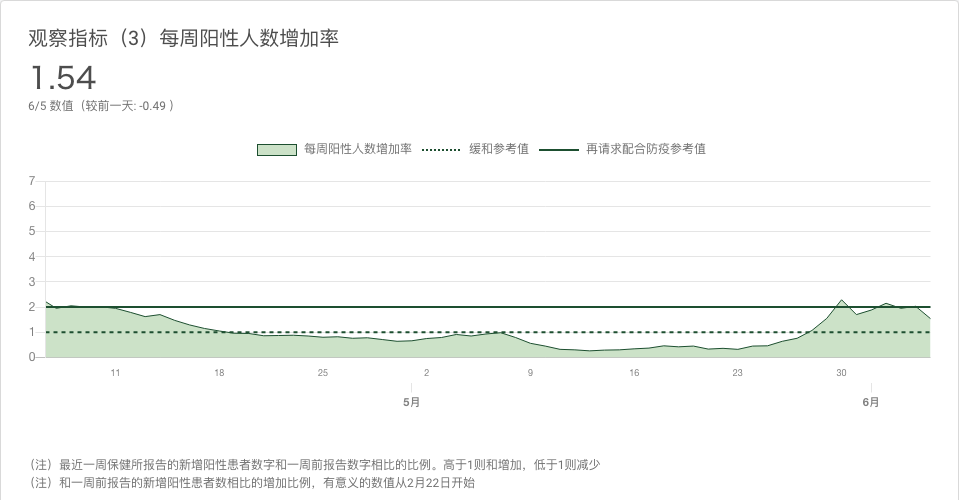 观察指标（3）每周阳性人数增加率
1.54
6/5 数值（较前一天: -0.49 ）
每周阳性人数增加率 缓和参考值 再请求配合防疫参考值
7
6
5
4
3
2
1
0
11 18 25 2 9 16 23 30
5月 6月
（注）最近一周保健所报告的新增阳性患者数字和一周前报告数字相比的比例。高于1则和增加，低于1则减少
（注）和一周前报告的新增阳性患者数相比的增加比例，有意义的数值从2月22日开始